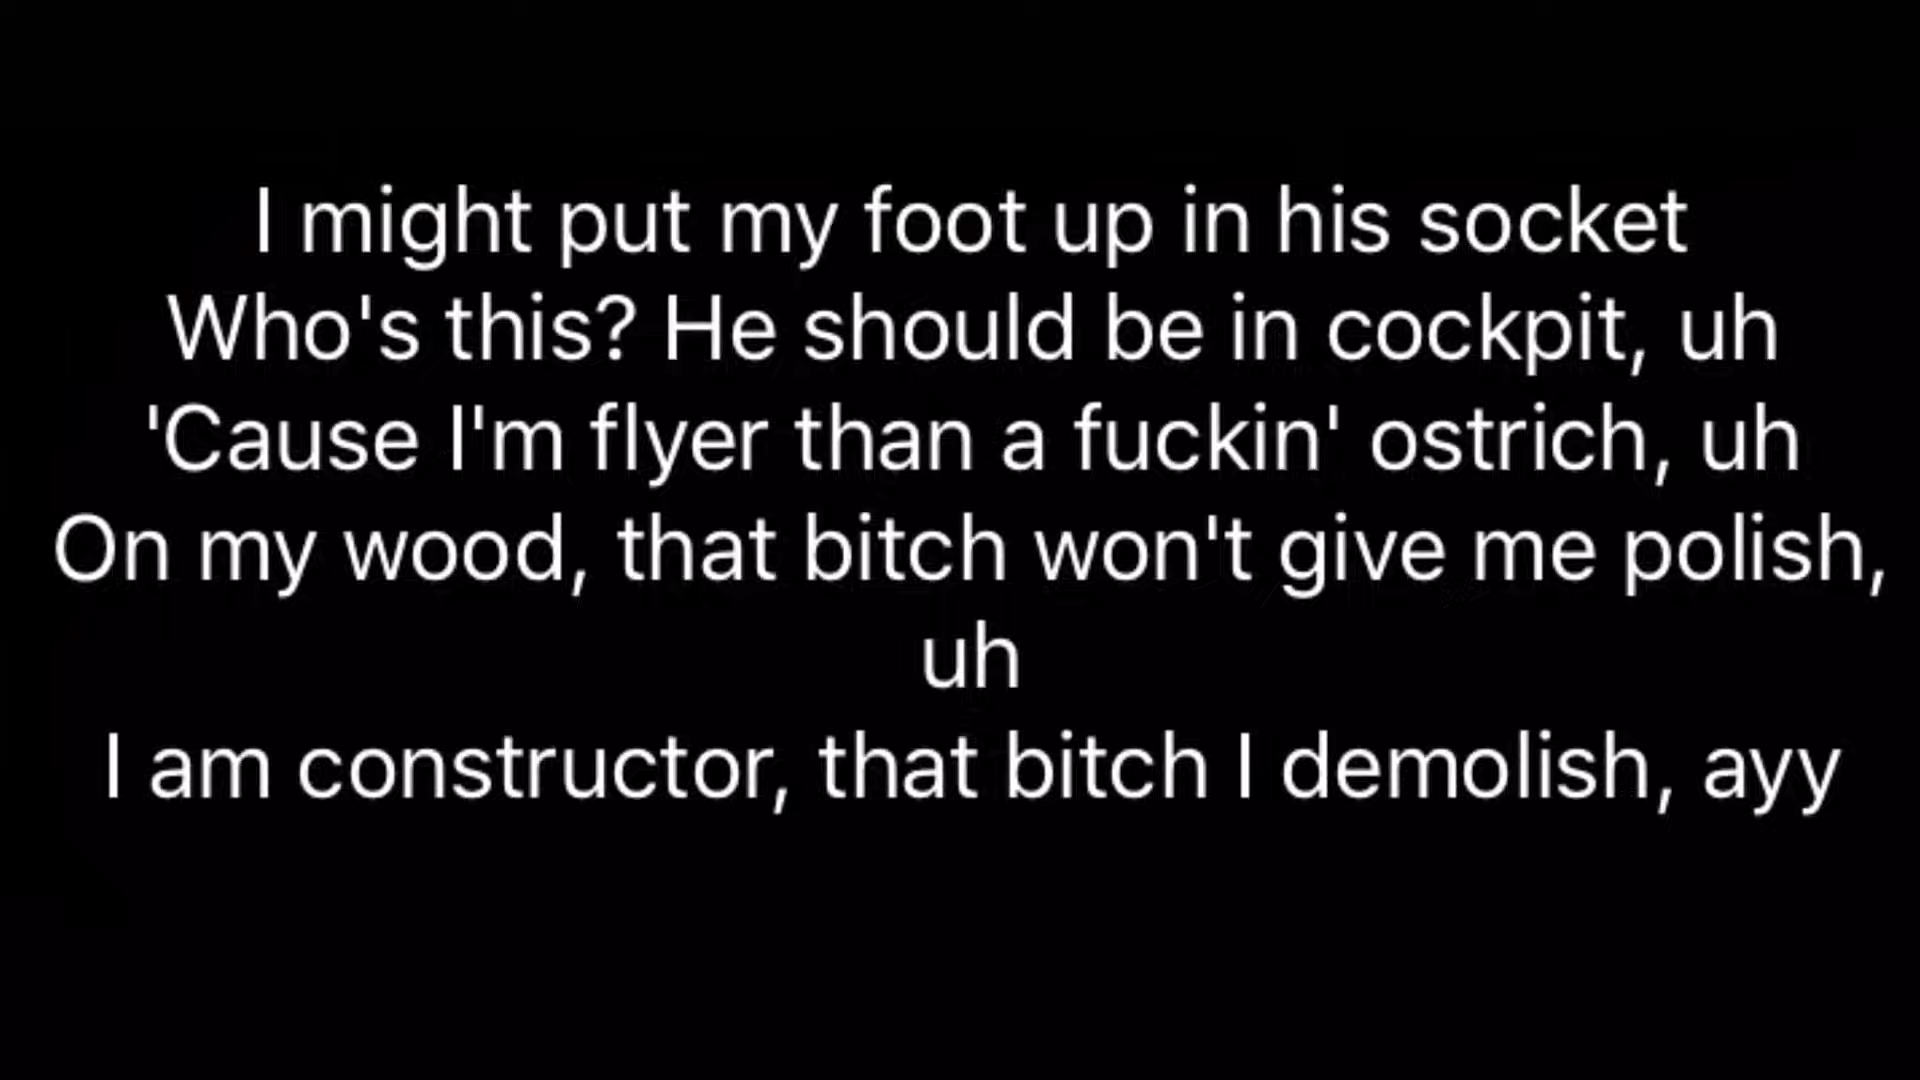 I might put my foot up in his socket
Who's this? He should be in cockpit, uh
'Cause I'm flyer than a fuckin' ostrich, uh
On my wood, that bitch won't give me polish,
uh
I am constructor, that bitch I demolish, ayy